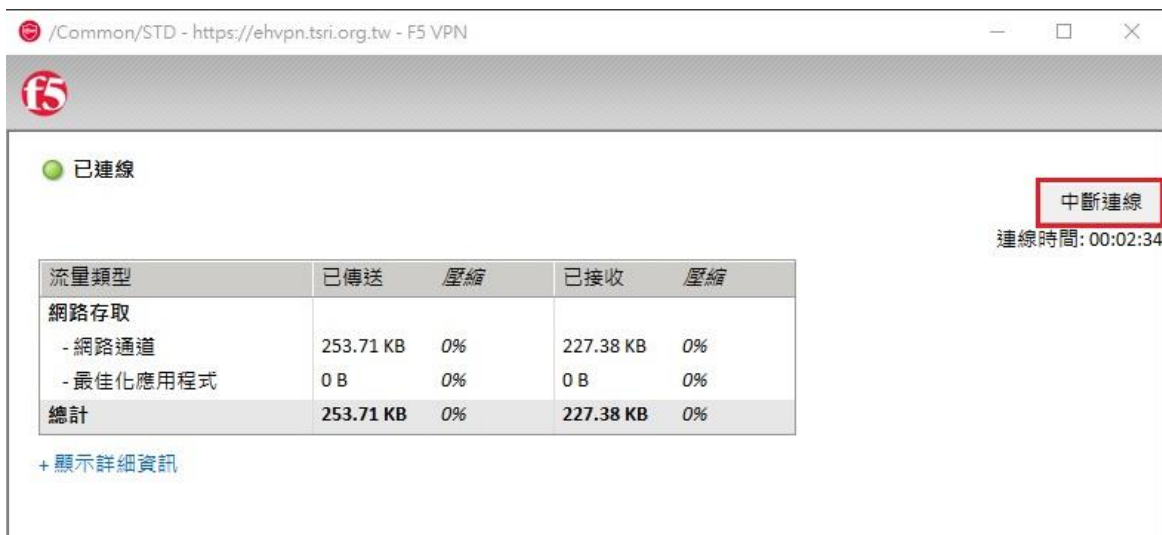 /Common/STD - https://ehvpn.tsri.org.tw - F5 VPN
f5
已連線
中斷連線
連線時間: 00:02:34
流量類型 已傳送 壓縮 已接收 壓縮
網路存取
- 網路通道 253.71 KB 0% 227.38 KB 0%
- 最佳化應用程式 0 B 0% 0 B 0%
總計 253.71 KB 0% 227.38 KB 0%
+ 顯示詳細資訊